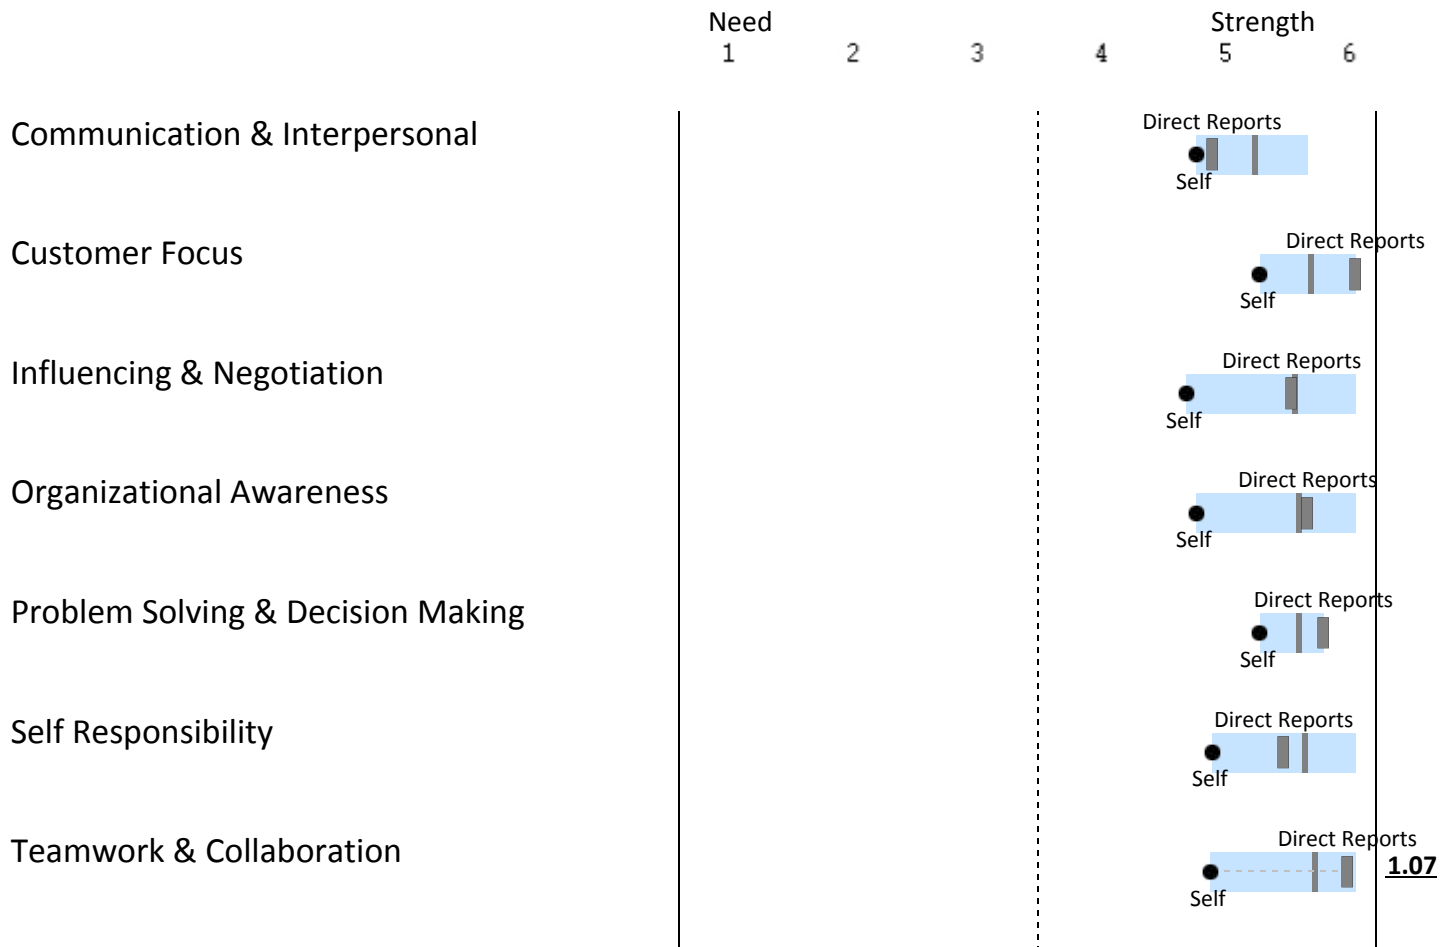 Need Strength
1 2 3 4 5 6
Communication & Interpersonal
Direct Reports
Self
Customer Focus
Direct Reports
Self
Influencing & Negotiation
Direct Reports
Self
Organizational Awareness
Direct Reports
Self
Problem Solving & Decision Making
Direct Reports
Self
Self Responsibility
Direct Reports
Self
Teamwork & Collaboration
Direct Reports
1.07
Self